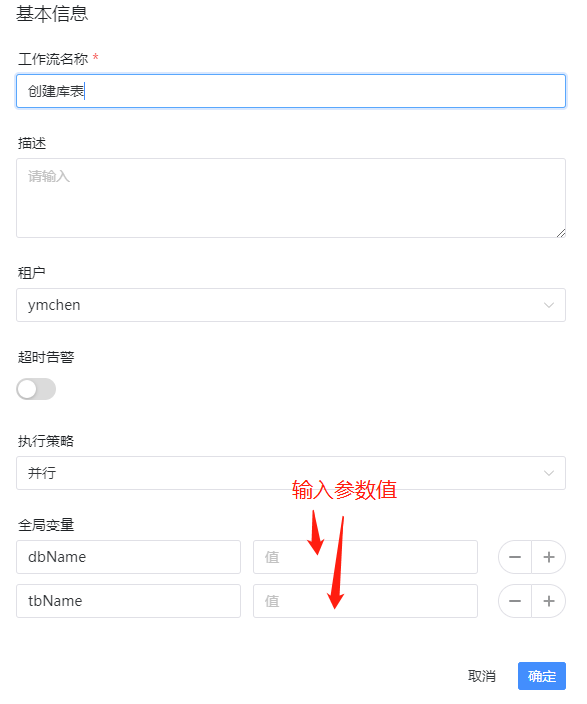 基本信息
工作流名称 *
创建库表
描述
请输入
租户
ymchen
超时告警
执行策略
并行
输入参数值
全局变量
dbName 值
tbName 值
取消 确定